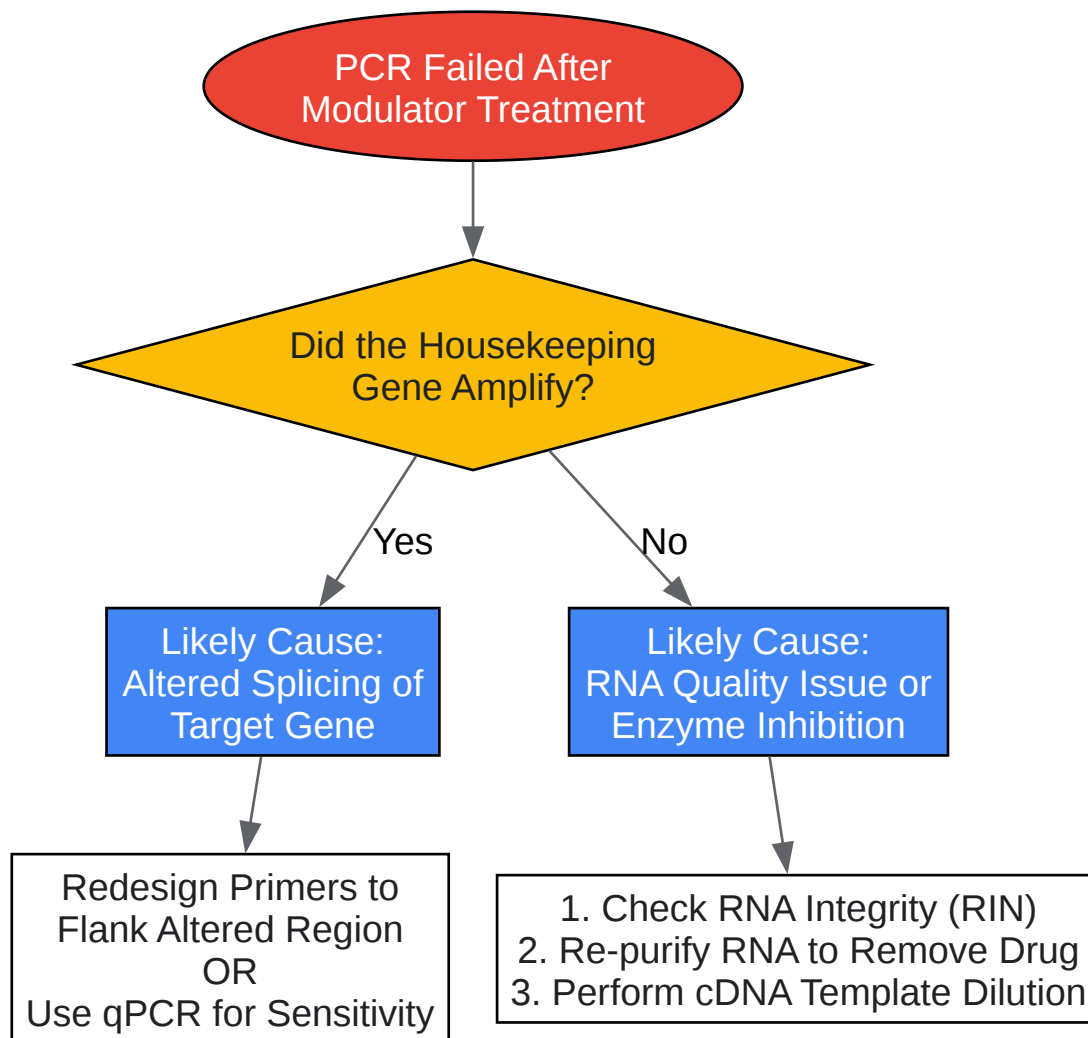 PCR Failed After
Modulator Treatment
Did the Housekeeping
Gene Amplify?
Yes
No
Likely Cause:
Altered Splicing of
Target Gene
Likely Cause:
RNA Quality Issue or
Enzyme Inhibition
Redesign Primers to
Flank Altered Region
OR
Use qPCR for Sensitivity
1. Check RNA Integrity (RIN)
2. Re-purify RNA to Remove Drug
3. Perform cDNA Template Dilution